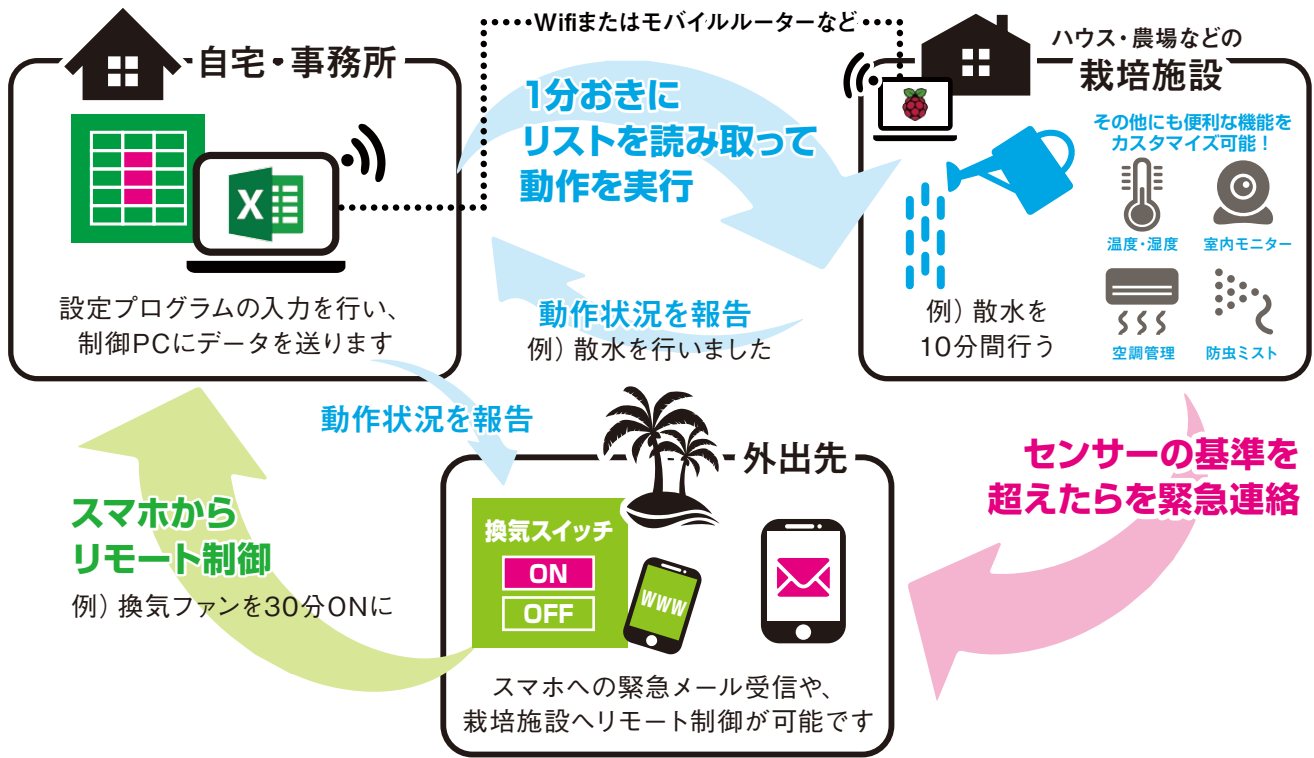 Wifiまたはモバイルルーターなど
自宅・事務所
X
設定プログラムの入力を行い、
制御PCにデータを送ります
1分おきに
リストを読み取って
動作を実行
動作状況を報告
例）散水を行いました
ハウス・農場などの
栽培施設
その他にも便利な機能を
カスタマイズ可能！
温度・湿度
室内モニター
空調管理
防虫ミスト
例）散水を
10分間行う
動作状況を報告
スマホから
リモート制御
例）換気ファンを30分ONに
外出先
換気スイッチ
ON
OFF
WWW
スマホへの緊急メール受信や、
栽培施設へリモート制御が可能です
センサーの基準を
超えたらを緊急連絡